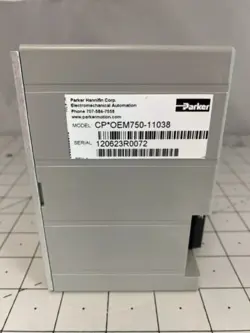 Parker Hannifin Corp.
Electromechanical Automation
Phone 707-584-7558
www.parkermotion.com
Parker
MODEL: CP*OEM750-11038
SERIAL: 120623R0072